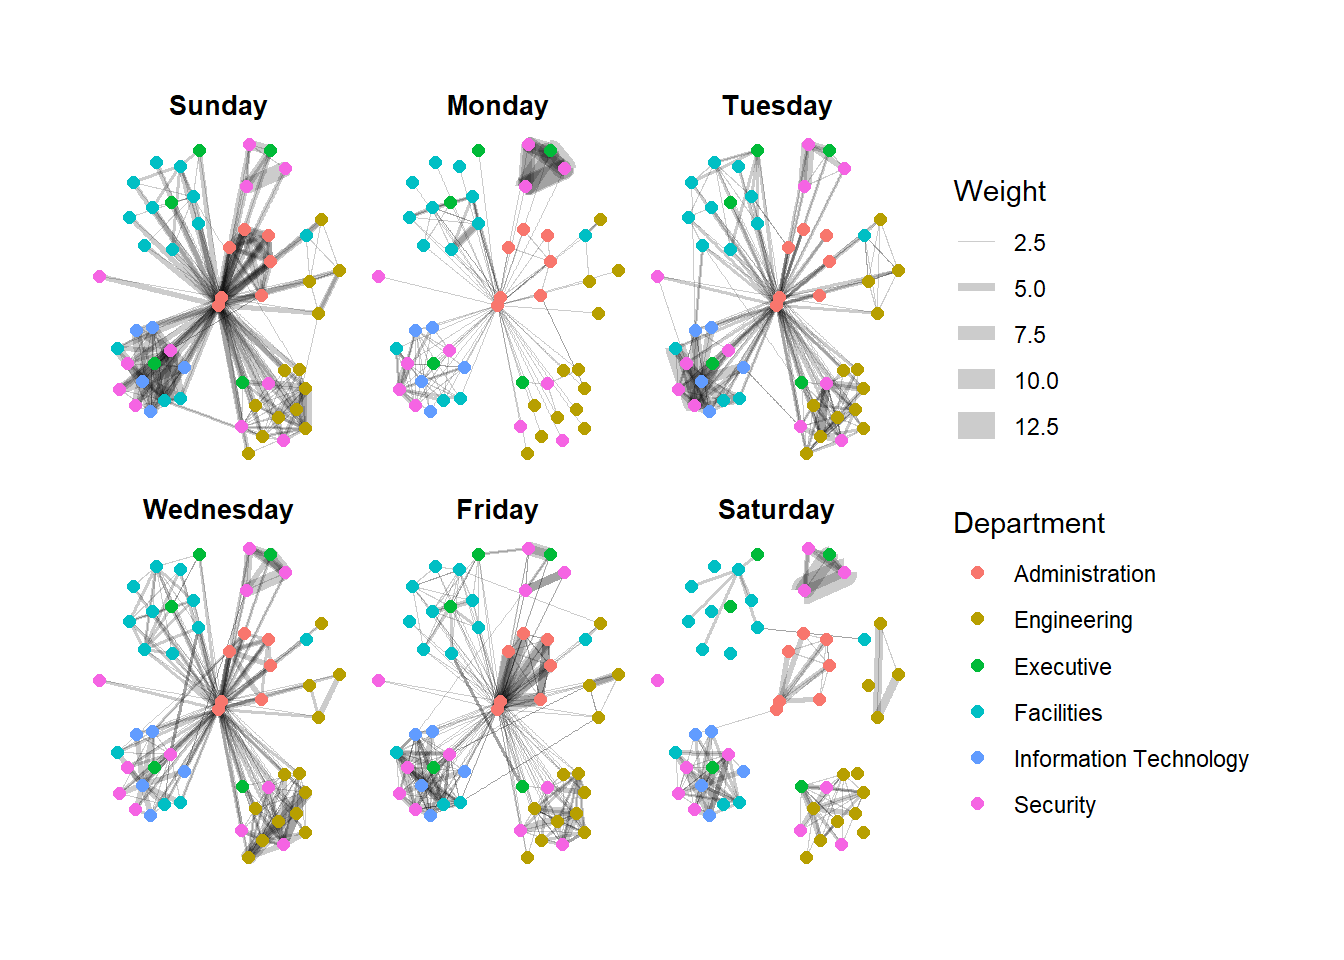 Sunday
Monday
Tuesday
Wednesday
Friday
Saturday
Weight
2.5
5.0
7.5
10.0
12.5
Department
Administration
Engineering
Executive
Facilities
Information Technology
Security